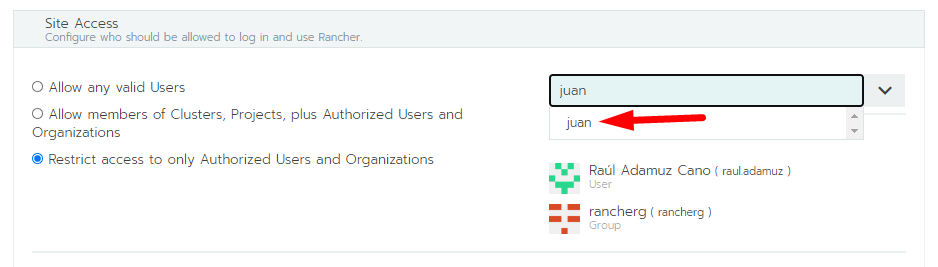 Site Access
Configure who should be allowed to log in and use Rancher.
Allow any valid Users
Allow members of Clusters, Projects, plus Authorized Users and
Organizations
Restrict access to only Authorized Users and Organizations
juan
juan
Raúl Adamuz Cano ( raul.adamuz )
User
rancherg ( rancherg )
Group